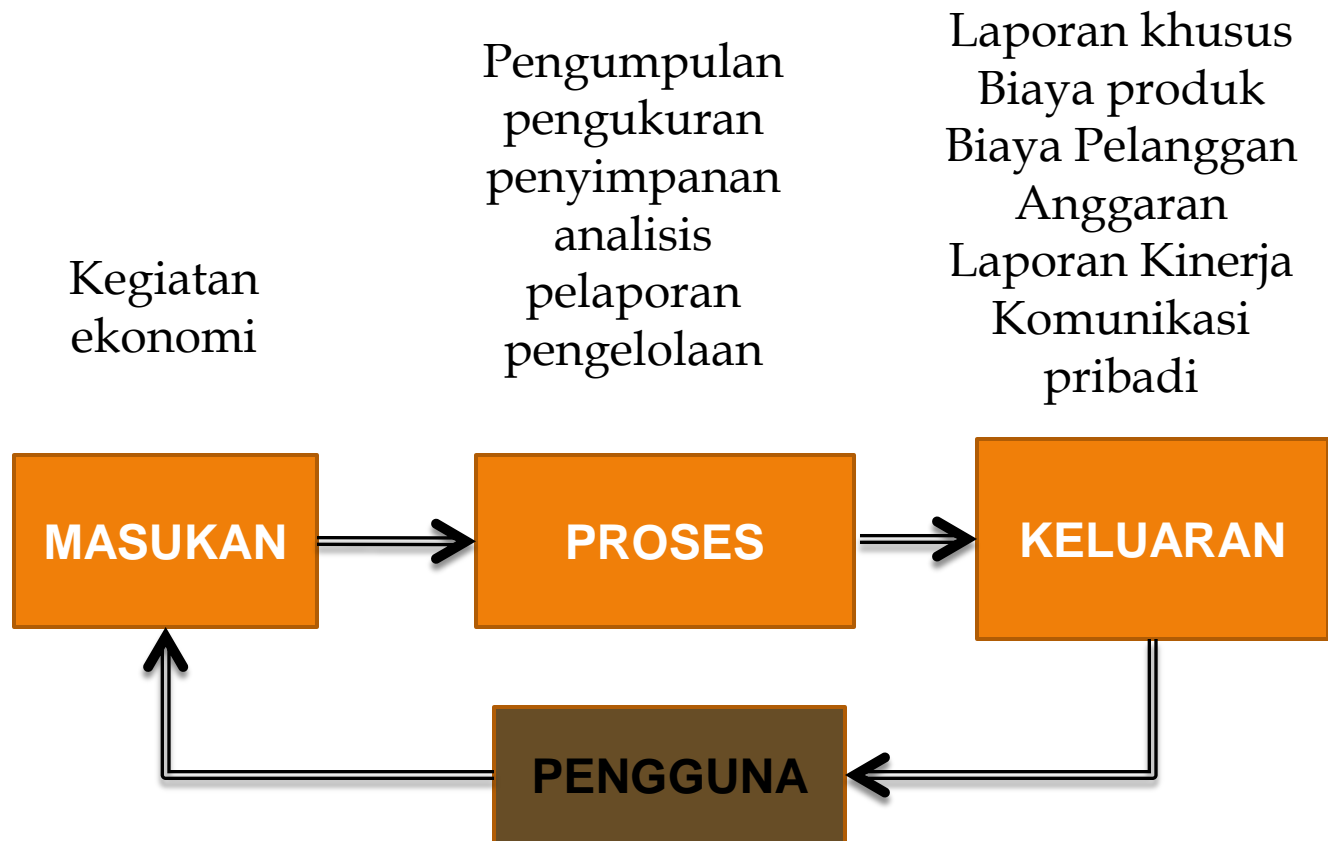 Kegiatan
ekonomi
Pengumpulan
pengukuran
penyimpanan
analisis
pelaporan
pengelolaan
Laporan khusus
Biaya produk
Biaya Pelanggan
Anggaran
Laporan Kinerja
Komunikasi
pribadi
MASUKAN
PROSES
KELUARAN
PENGGUNA